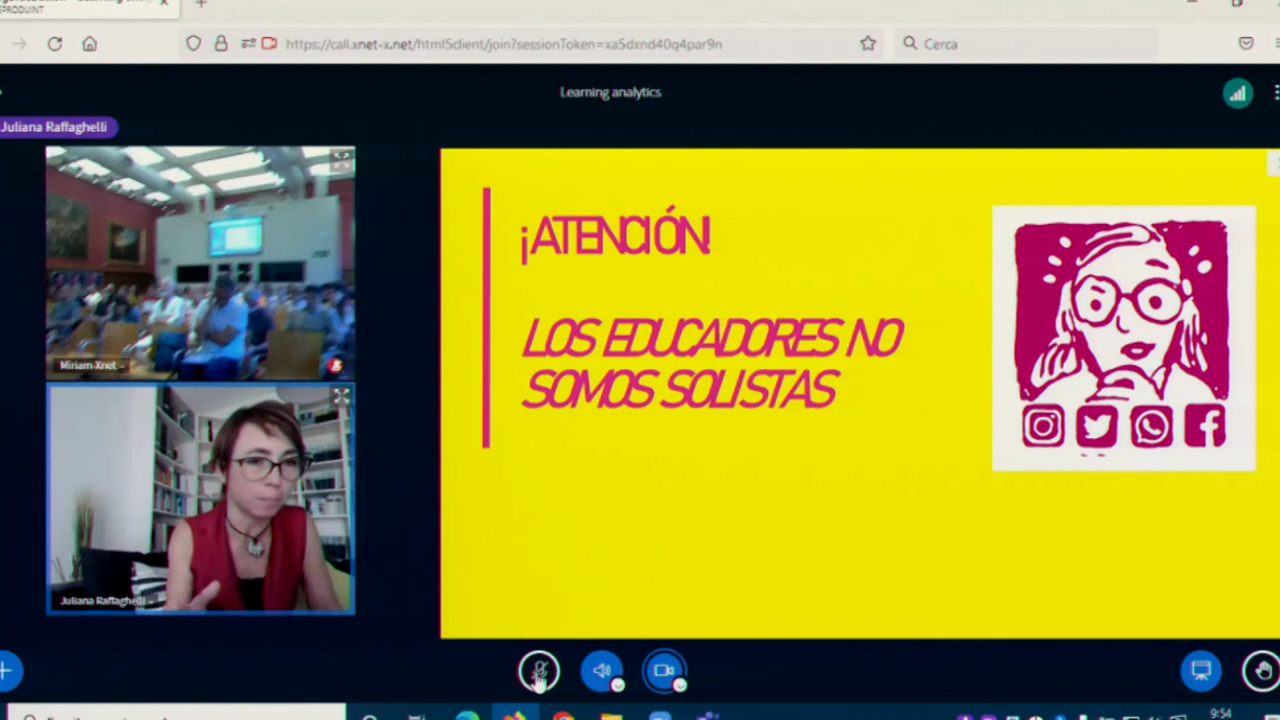 PRODUINT
https://call.xnet-x.net/html5client/join?sessionToken=xa5dxnd40q4par9n
Cerca
Learning analytics
Juliana Raffaghelli
Miriam Xnet
Juliana Raffaghelli
¡ATENCIÓN!
LOS EDUCADORES NO
SOMOS SOLISTAS
9:54